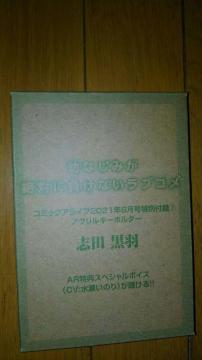 幼なじみが
絶対に負けないラブコメ
コミックアライブ2021年6月号特別付録
アクリルキーホルダー
志田 黒羽
AR特典スペシャルボイス
(CV:水瀬いのり)が聴ける!!